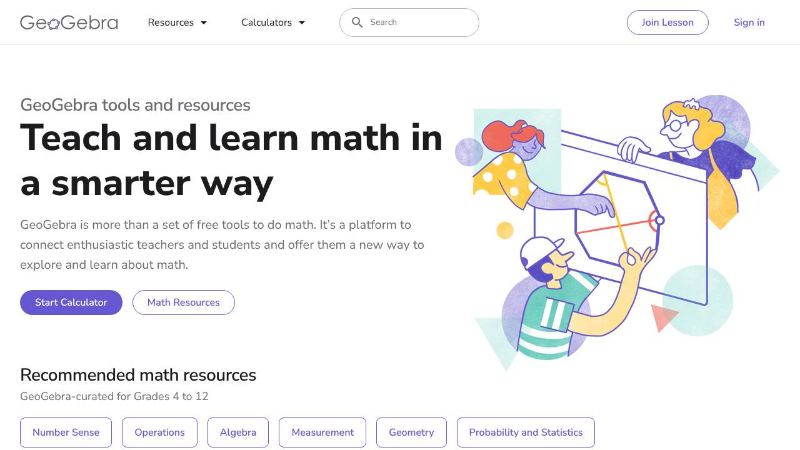 GeoGebra
Resources
Calculators
Search
Join Lesson
Sign in
GeoGebra tools and resources
Teach and learn math in
a smarter way
GeoGebra is more than a set of free tools to do math. It's a platform to
connect enthusiastic teachers and students and offer them a new way to
explore and learn about math.
Start Calculator
Math Resources
Recommended math resources
GeoGebra-curated for Grades 4 to 12
Number Sense
Operations
Algebra
Measurement
Geometry
Probability and Statistics